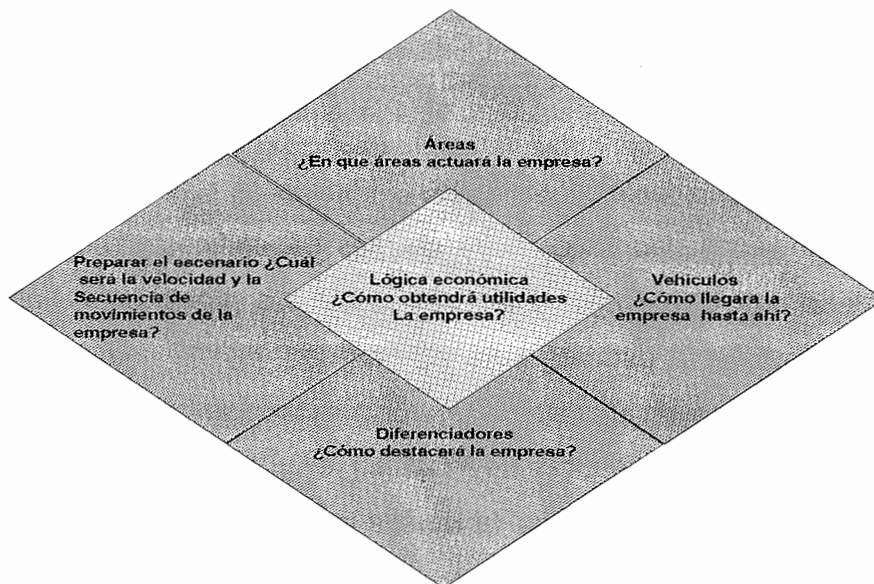 Áreas
¿En que áreas actuará la empresa?
Preparar el escenario ¿Cuál
será la velocidad y la
Secuencia de
movimientos de la
empresa?
Lógica económica
¿Cómo obtendrá utilidades
La empresa?
Vehículos
¿Cómo llegara la
empresa hasta ahí?
Diferenciadores
¿Cómo destacará la empresa?